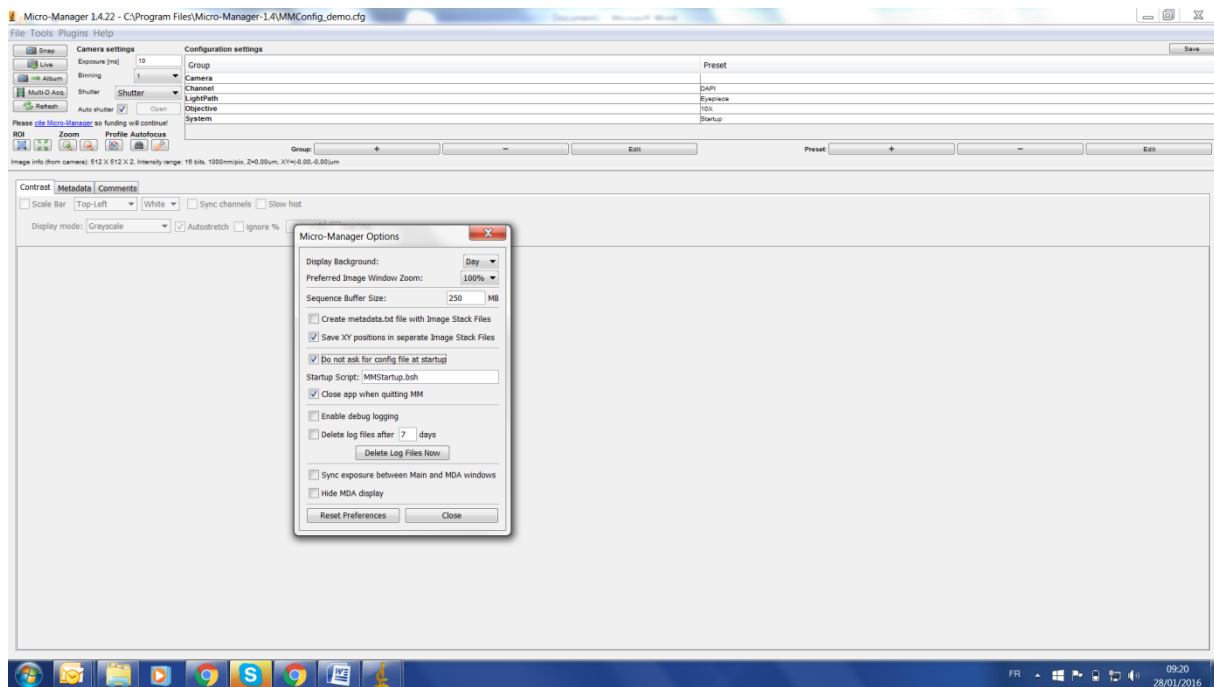 Micro-Manager 1.4.22 - C:\Program Files\Micro-Manager-1.4\MMConfig_demo.cfg
File Tools Plugins Help
Snap Camera settings Configuration settings Save
Live Exposure [ms] 10 Group Preset
Album Binning 1 Camera
Multi-D Acq. Shutter Shutter Channel DAPI
LightPath Eyepiece
Refresh Auto shutter Open Objective 10X
Please cite Micro-Manager so funding will continue! System Startup
ROI Zoom Profile Autofocus
Group: + - Edit Preset: + - Edit
Image info (from camera): 512 X 512 X 2, Intensity range: 16 bits, 1000nm/pix, Z=0.00um, XY=(-0.00,-0.00)um
Contrast Metadata Comments
Scale Bar Top-Left White Sync channels Slow hist
Display mode: Grayscale Autostretch ignore %
Micro-Manager Options
Display Background: Day
Preferred Image Window Zoom: 100%
Sequence Buffer Size: 250 MB
Create metadata.txt file with Image Stack Files
Save XY positions in separate Image Stack Files
Do not ask for config file at startup
Startup Script: MMStartup.bsh
Close app when quitting MM
Enable debug logging
Delete log files after 7 days
Delete Log Files Now
Sync exposure between Main and MDA windows
Hide MDA display
Reset Preferences Close
FR 09:20
28/01/2016